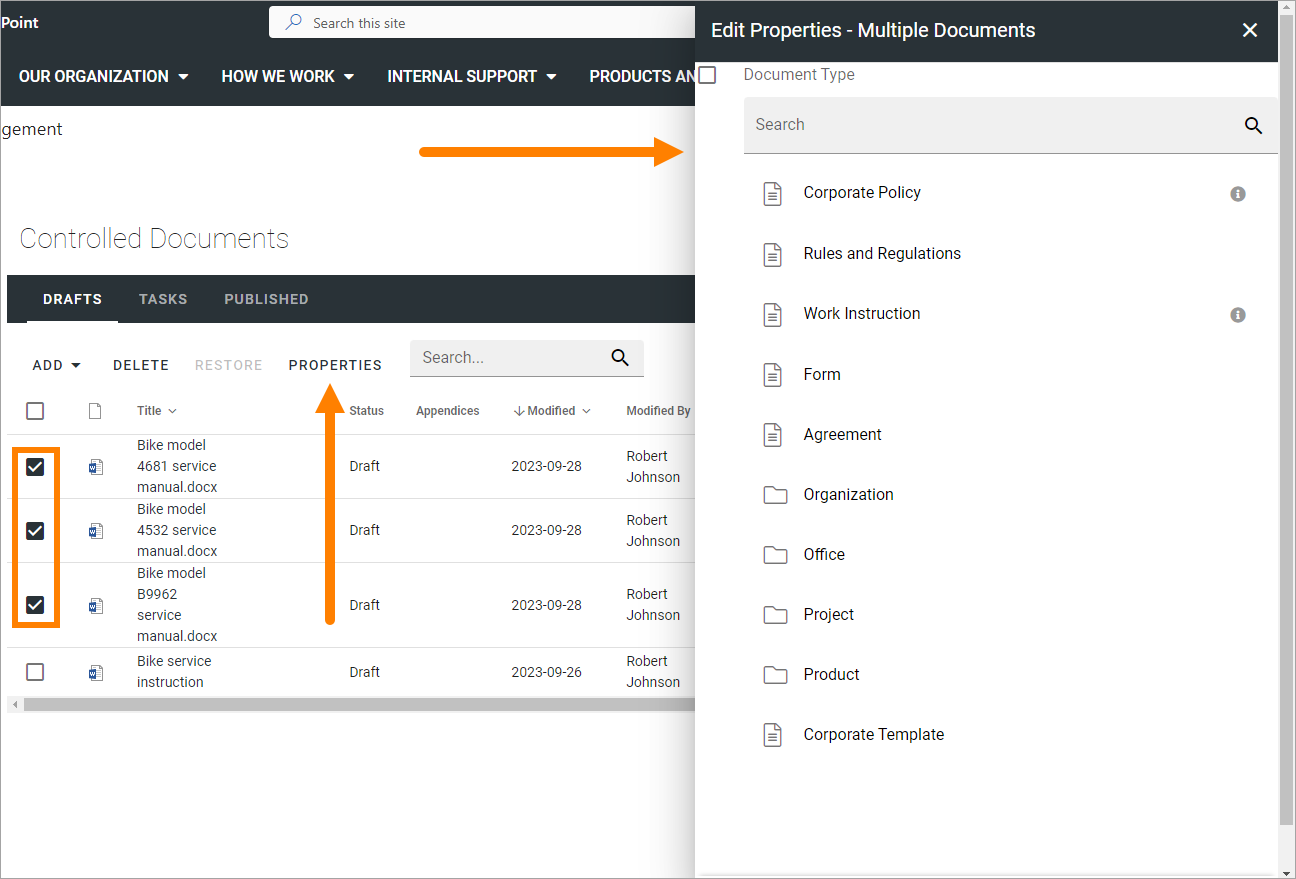 Point
Search this site
OUR ORGANIZATION
HOW WE WORK
INTERNAL SUPPORT
PRODUCTS AN
gement
Controlled Documents
DRAFTS
TASKS
PUBLISHED
ADD
DELETE
RESTORE
PROPERTIES
Search...
Title
Status
Appendices
Modified
Modified By
Bike model
4681 service
manual.docx
Draft
2023-09-28
Robert
Johnson
Bike model
4532 service
manual.docx
Draft
2023-09-28
Robert
Johnson
Bike model
B9962
service
manual.docx
Draft
2023-09-28
Robert
Johnson
Bike service
instruction
Draft
2023-09-26
Robert
Johnson
Edit Properties - Multiple Documents
Document Type
Search
Corporate Policy
Rules and Regulations
Work Instruction
Form
Agreement
Organization
Office
Project
Product
Corporate Template